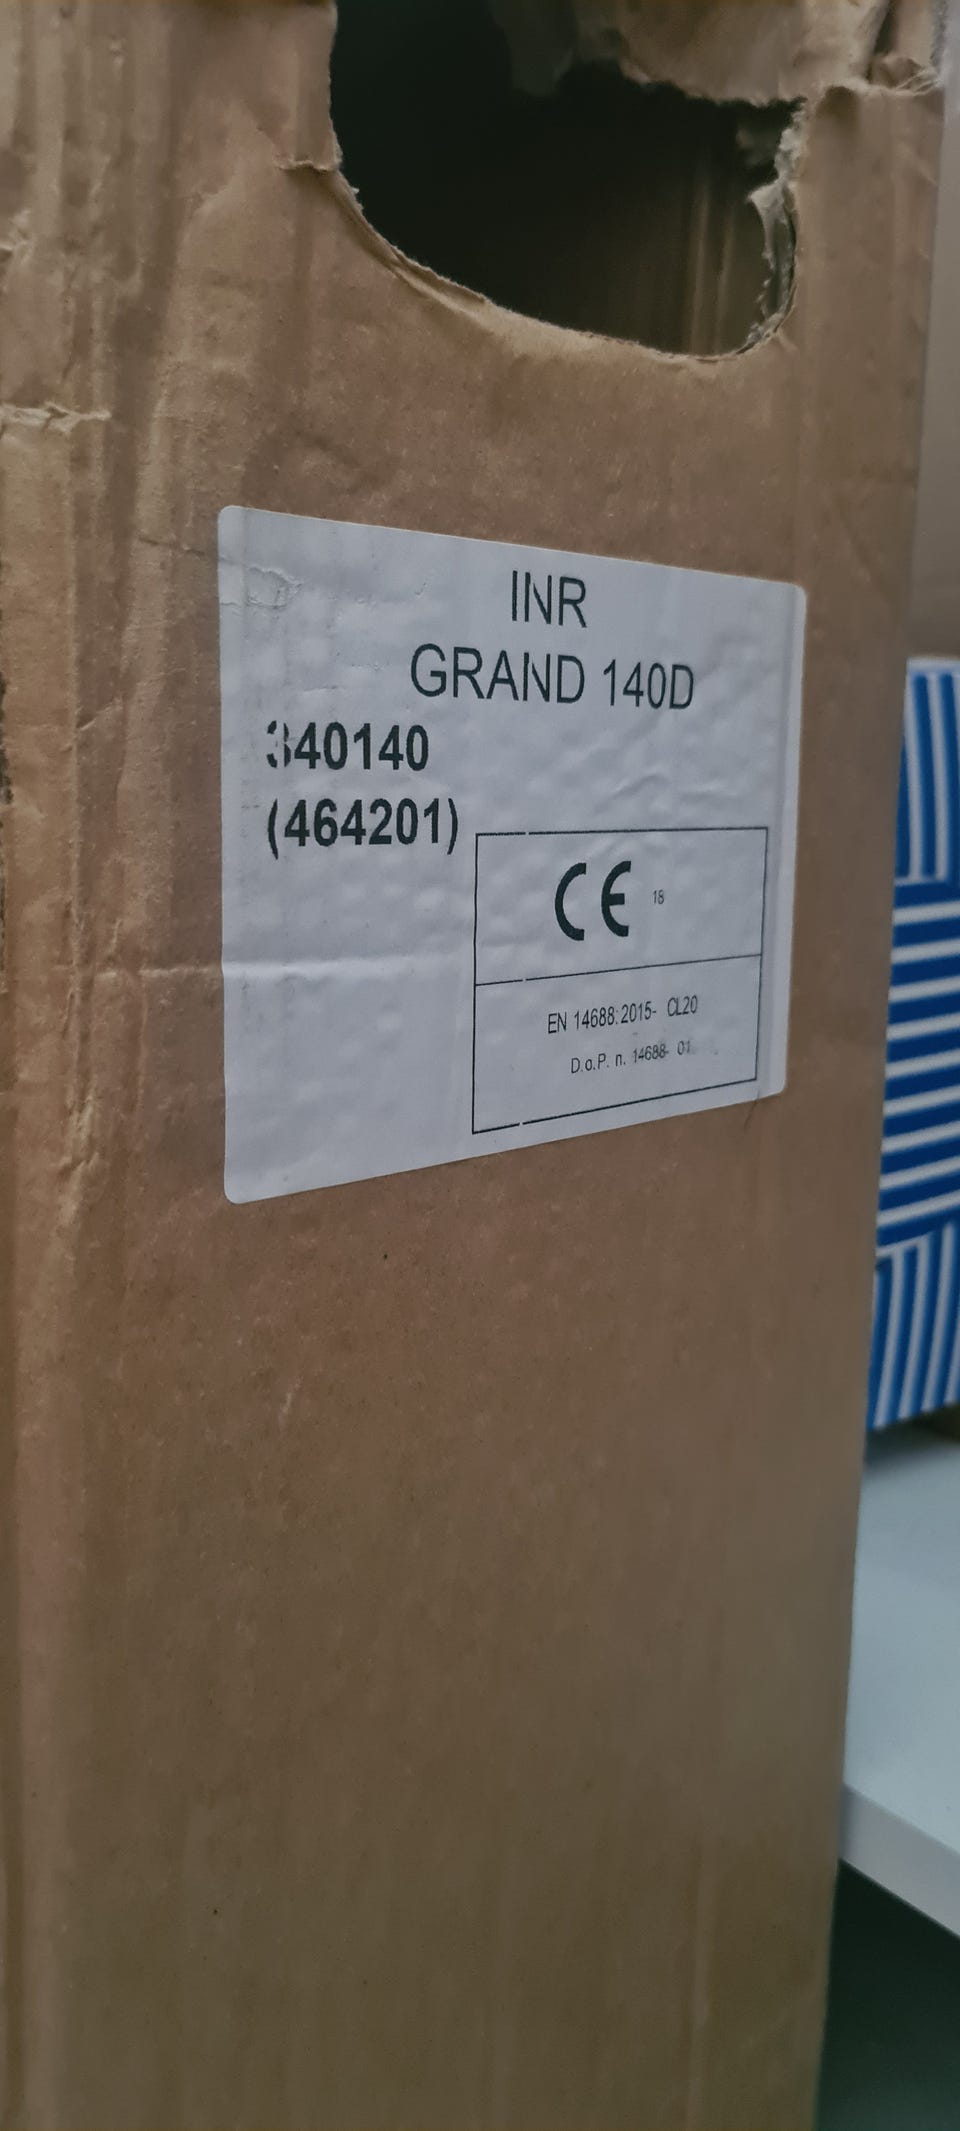 INR
GRAND 140D
340140
(464201)
CE 18
EN 14688:2015- CL20
D.o.P. n. 14688- 01